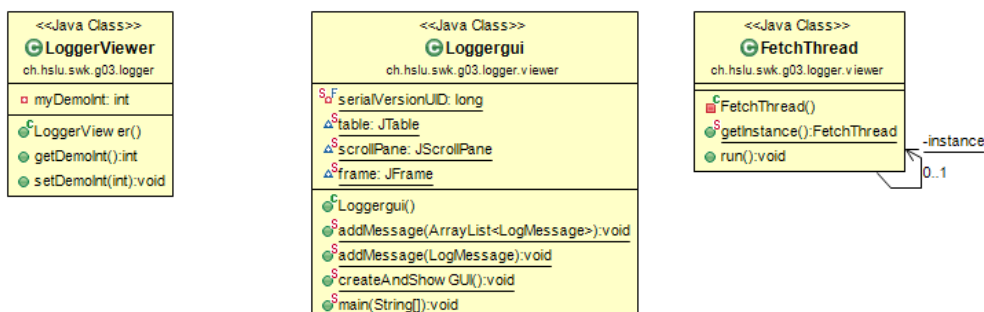 <<Java Class>>
LoggerViewer
ch.hslu.swk.g03.logger
myDemoInt: int
LoggerViewer()
getDemoInt():int
setDemoInt(int):void
<<Java Class>>
Loggergui
ch.hslu.swk.g03.logger.viewer
serialVersionUID: long
table: JTable
scrollPane: JScrollPane
frame: JFrame
Loggergui()
addMessage(ArrayList<LogMessage>):void
addMessage(LogMessage):void
createAndShowGUI():void
main(String[]):void
<<Java Class>>
FetchThread
ch.hslu.swk.g03.logger.viewer
FetchThread()
getInstance():FetchThread
run():void
-instance
0..1